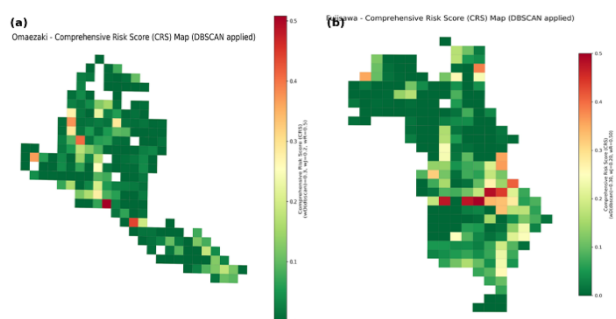 (a)
Omaezaki - Comprehensive Risk Score (CRS) Map (DBSCAN applied)
0.5
0.4
0.3
0.2
0.1
Comprehensive Risk Score (CRS)
(b)
Fujisawa - Comprehensive Risk Score (CRS) Map (DBSCAN applied)
0.5
0.4
0.3
0.2
0.1
0.0
Comprehensive Risk Score (CRS)